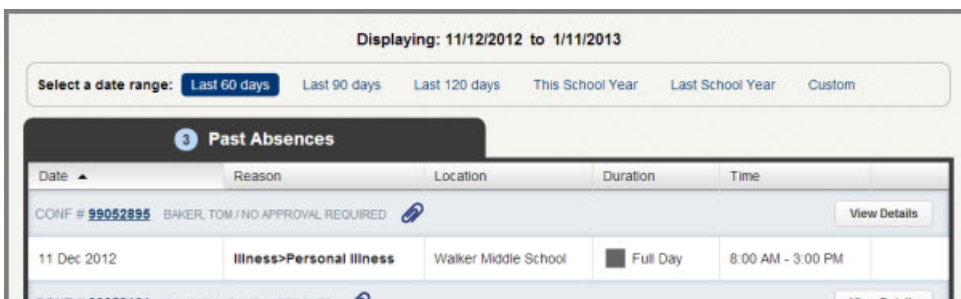 Displaying: 11/12/2012 to 1/11/2013
Select a date range: Last 60 days Last 90 days Last 120 days This School Year Last School Year Custom
3 Past Absences
Date Reason Location Duration Time
CONF # 99052895 BAKER, TOM / NO APPROVAL REQUIRED View Details
11 Dec 2012 Illness>Personal Illness Walker Middle School Full Day 8:00 AM - 3:00 PM